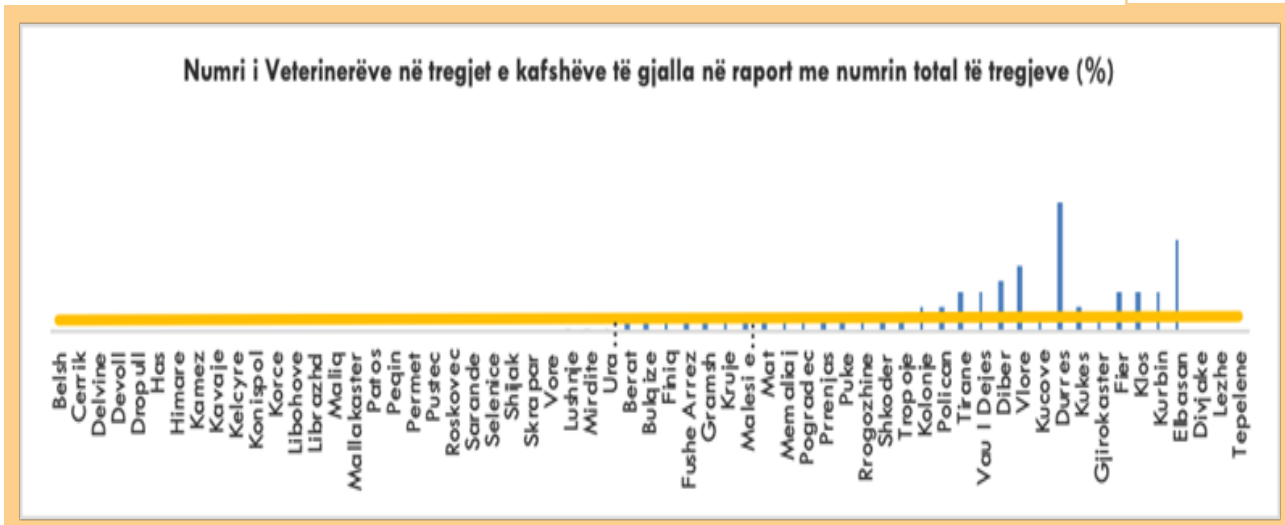 Numri i Veterinerëve në tregjet e kafshëve të gjalla në raport me numrin total të tregjeve (%)
Belsh
Cerrik
Delvine
Devoll
Dropull
Has
Himare
Kamez
Kavaje
Kelcyre
Konispol
Korce
Libohove
Librazhd
Maliq
Mallakaster
Patos
Peqin
Permet
Pustec
Roskovec
Sarande
Selenice
Shijak
Skrapar
Vore
Lushnje
Mirdite
Ura...
Berat
Bulqize
Finiq
Fushe Arrez
Gramsh
Kruje
Malesi e...
Mat
Memaliaj
Pogradec
Prrenjas
Puke
Rrogozhine
Shkoder
Tropoje
Kolonje
Polican
Tirane
Vau I Dejes
Diber
Vlore
Kucove
Durres
Kukes
Gjirokaster
Fier
Klos
Kurbin
Elbasan
Divjake
Lezhe
Tepelene